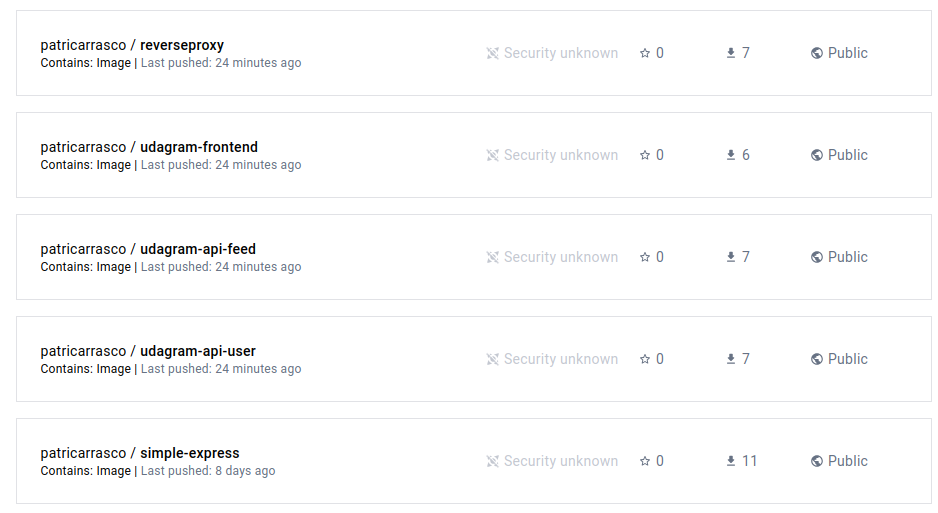 patricarrasco / reverseproxy
Contains: Image | Last pushed: 24 minutes ago
Security unknown
0
7
Public
patricarrasco / udagram-frontend
Contains: Image | Last pushed: 24 minutes ago
Security unknown
0
6
Public
patricarrasco / udagram-api-feed
Contains: Image | Last pushed: 24 minutes ago
Security unknown
0
7
Public
patricarrasco / udagram-api-user
Contains: Image | Last pushed: 24 minutes ago
Security unknown
0
7
Public
patricarrasco / simple-express
Contains: Image | Last pushed: 8 days ago
Security unknown
0
11
Public